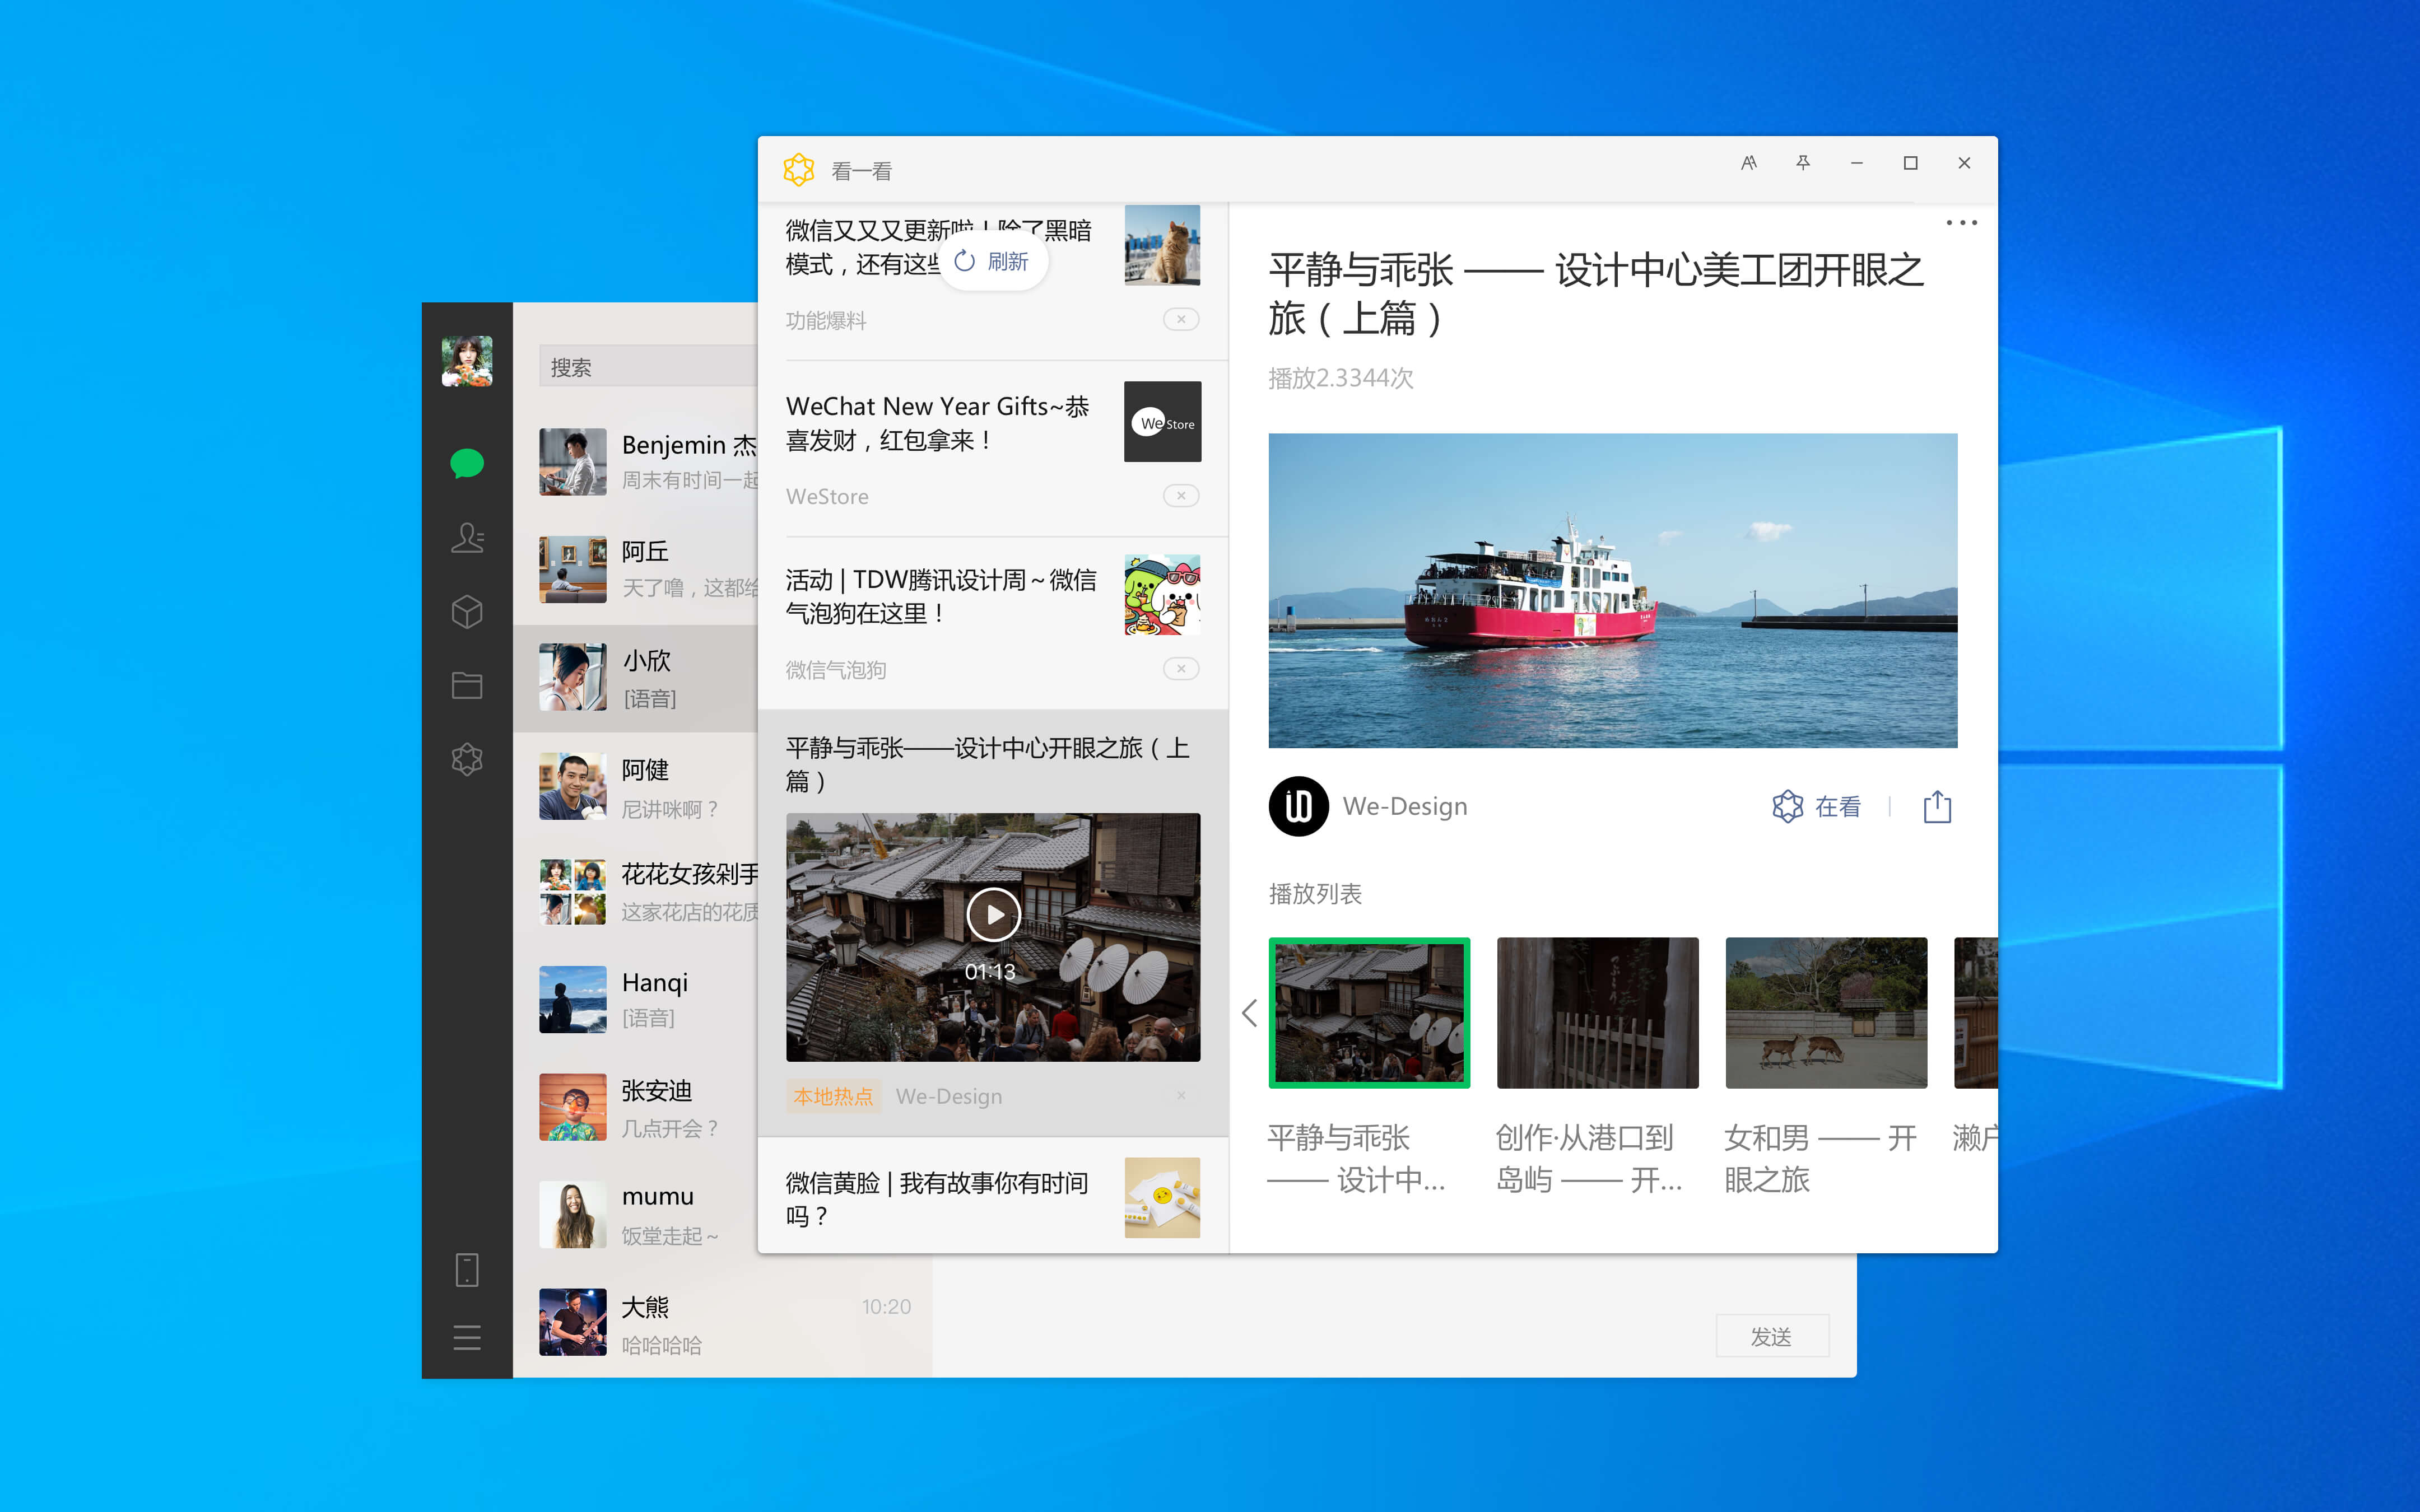 看一看
微信又又又更新啦！除了黑暗
模式，还有这些
刷新
功能爆料
WeChat New Year Gifts~恭
喜发财，红包拿来！
We Store
WeStore
活动 | TDW腾讯设计周～微信
气泡狗在这里！
微信气泡狗
平静与乖张——设计中心开眼之旅（上
篇）
01:13
本地热点 We-Design
微信黄脸 | 我有故事你有时间
吗？
平静与乖张 —— 设计中心美工团开眼之
旅（上篇）
播放2.3344次
We-Design
在看
播放列表
平静与乖张
—— 设计中...
创作·从港口到
岛屿 —— 开...
女和男 —— 开
眼之旅
濑户
搜索
Benjemin 杰
周末有时间一起
阿丘
天了噜，这都给
小欣
[语音]
阿健
尼讲咪啊？
花花女孩剁手
这家花店的花质
Hanqi
[语音]
张安迪
几点开会？
mumu
饭堂走起～
大熊
10:20
哈哈哈哈
发送